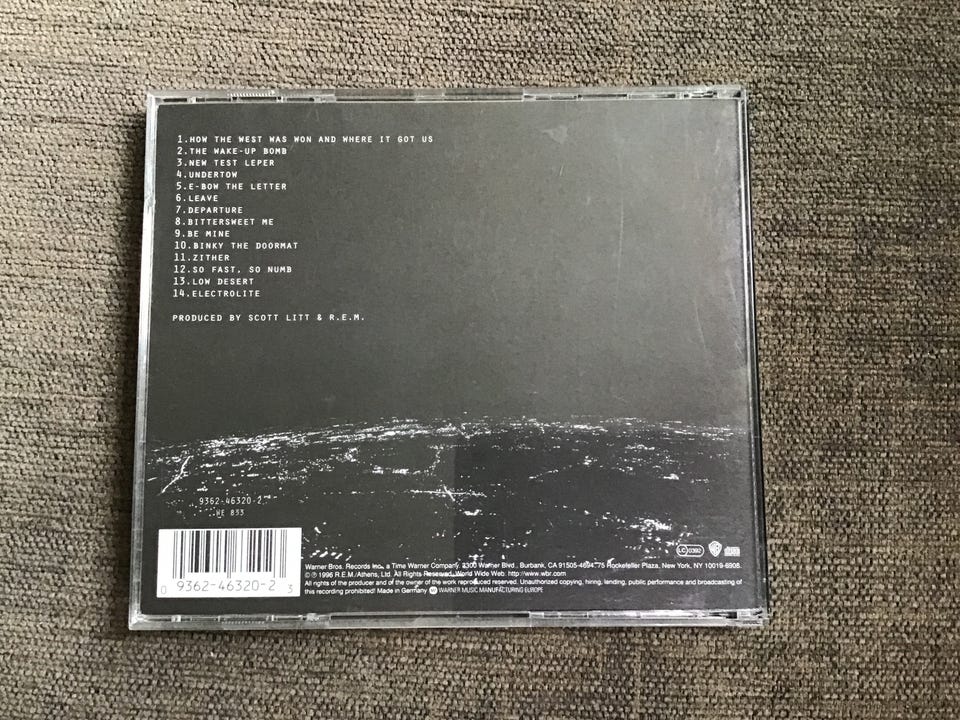 1.HOW THE WEST WAS WON AND WHERE IT GOT US
2.THE WAKE-UP BOMB
3.NEW TEST LEPER
4.UNDERTOW
5.E-BOW THE LETTER
6.LEAVE
7.DEPARTURE
8.BITTERSWEET ME
9.BE MINE
10.BINKY THE DOORMAT
11.ZITHER
12.SO FAST, SO NUMB
13.LOW DESERT
14.ELECTROLITE
PRODUCED BY SCOTT LITT & R.E.M.
9362-46320-2
WE 833
0 9362-46320-2 3
LC 0392
Warner Bros. Records Inc., a Time Warner Company. 3300 Warner Blvd., Burbank, CA 91505-4694. 75 Rockefeller Plaza, New York, NY 10019-6908.
© ℗ 1996 R.E.M./Athens, Ltd. All Rights Reserved. World Wide Web: http://www.wbr.com
All rights of the producer and of the owner of the work reproduced reserved. Unauthorized copying, hiring, lending, public performance and broadcasting of
this recording prohibited! Made in Germany WARNER MUSIC MANUFACTURING EUROPE